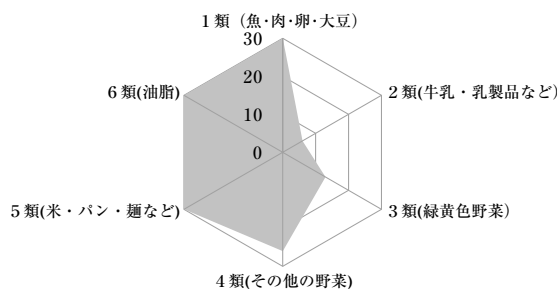 1類（魚・肉・卵・大豆）
30
6類(油脂)
20
2類(牛乳・乳製品など)
10
0
5類(米・パン・麺など)
3類(緑黄色野菜）
4類(その他の野菜)